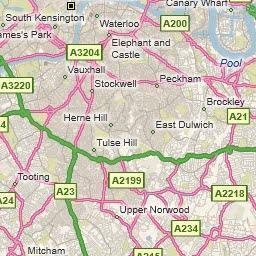 Canary Wharf
South Kensington
Waterloo
A200
James's Park
Elephant and
Castle
A3204
Pool
Vauxhall
A3220
Stockwell
Peckham
Brockley
A21
Herne Hill
East Dulwich
Tulse Hill
Tooting
A2199
A23
A2218
A24
Upper Norwood
A234
Mitcham
A215